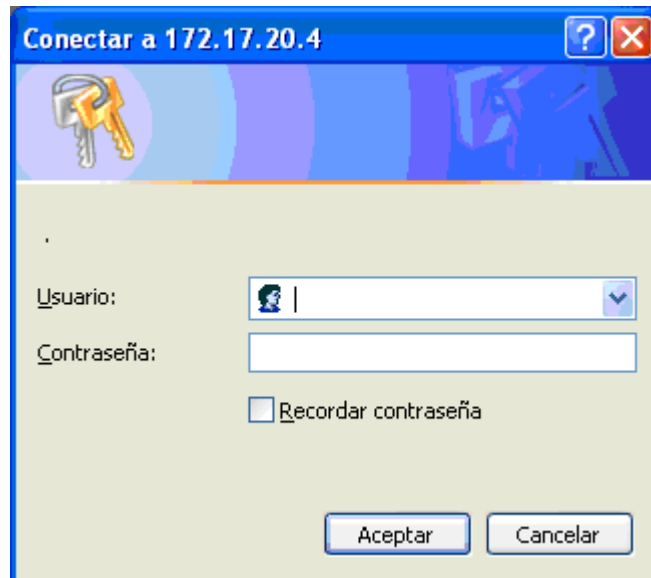 Conectar a 172.17.20.4
.
Usuario:
Contraseña:
Recordar contraseña
Aceptar Cancelar